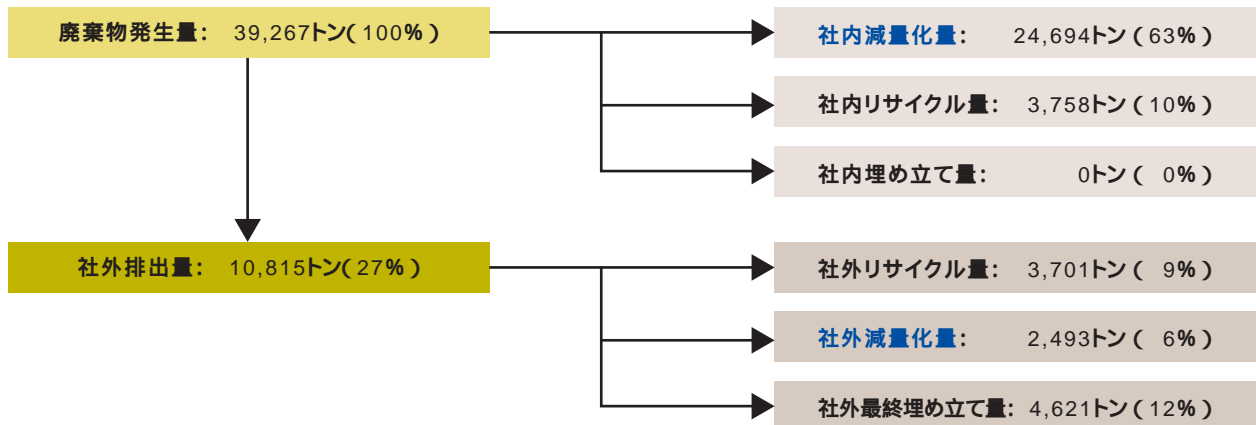 廃棄物発生量: 39,267トン(100%)
社内減量化量: 24,694トン(63%)
社内リサイクル量: 3,758トン(10%)
社内埋め立て量: 0トン( 0%)
社外排出量: 10,815トン(27%)
社外リサイクル量: 3,701トン( 9%)
社外減量化量: 2,493トン( 6%)
社外最終埋め立て量: 4,621トン(12%)